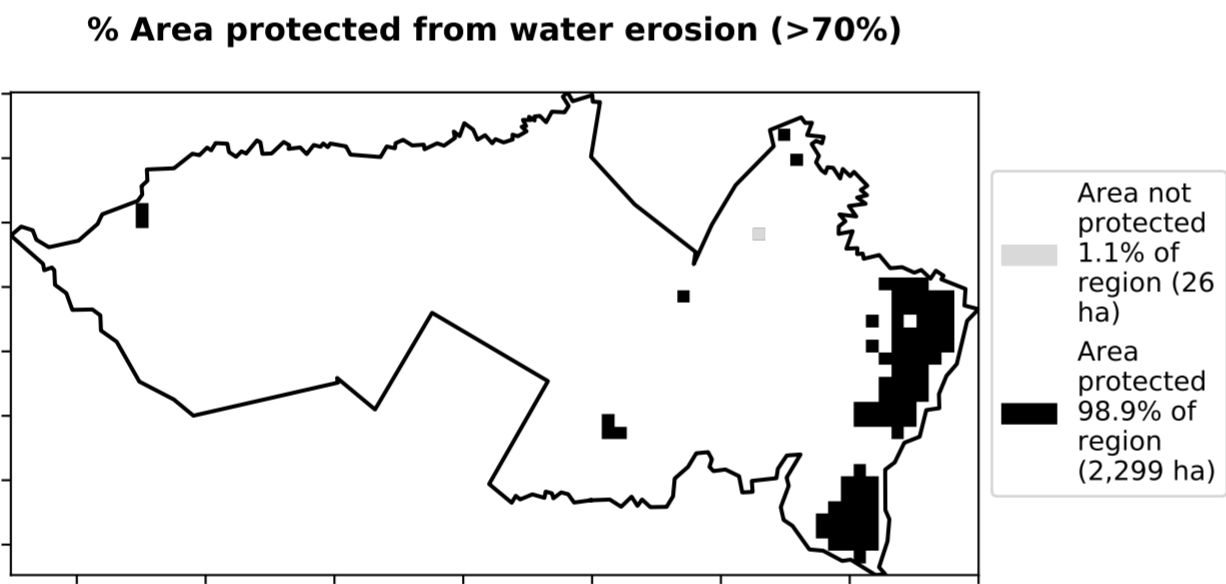 % Area protected from water erosion (>70%)
Area not
protected
1.1% of
region (26
ha)
Area
protected
98.9% of
region
(2,299 ha)